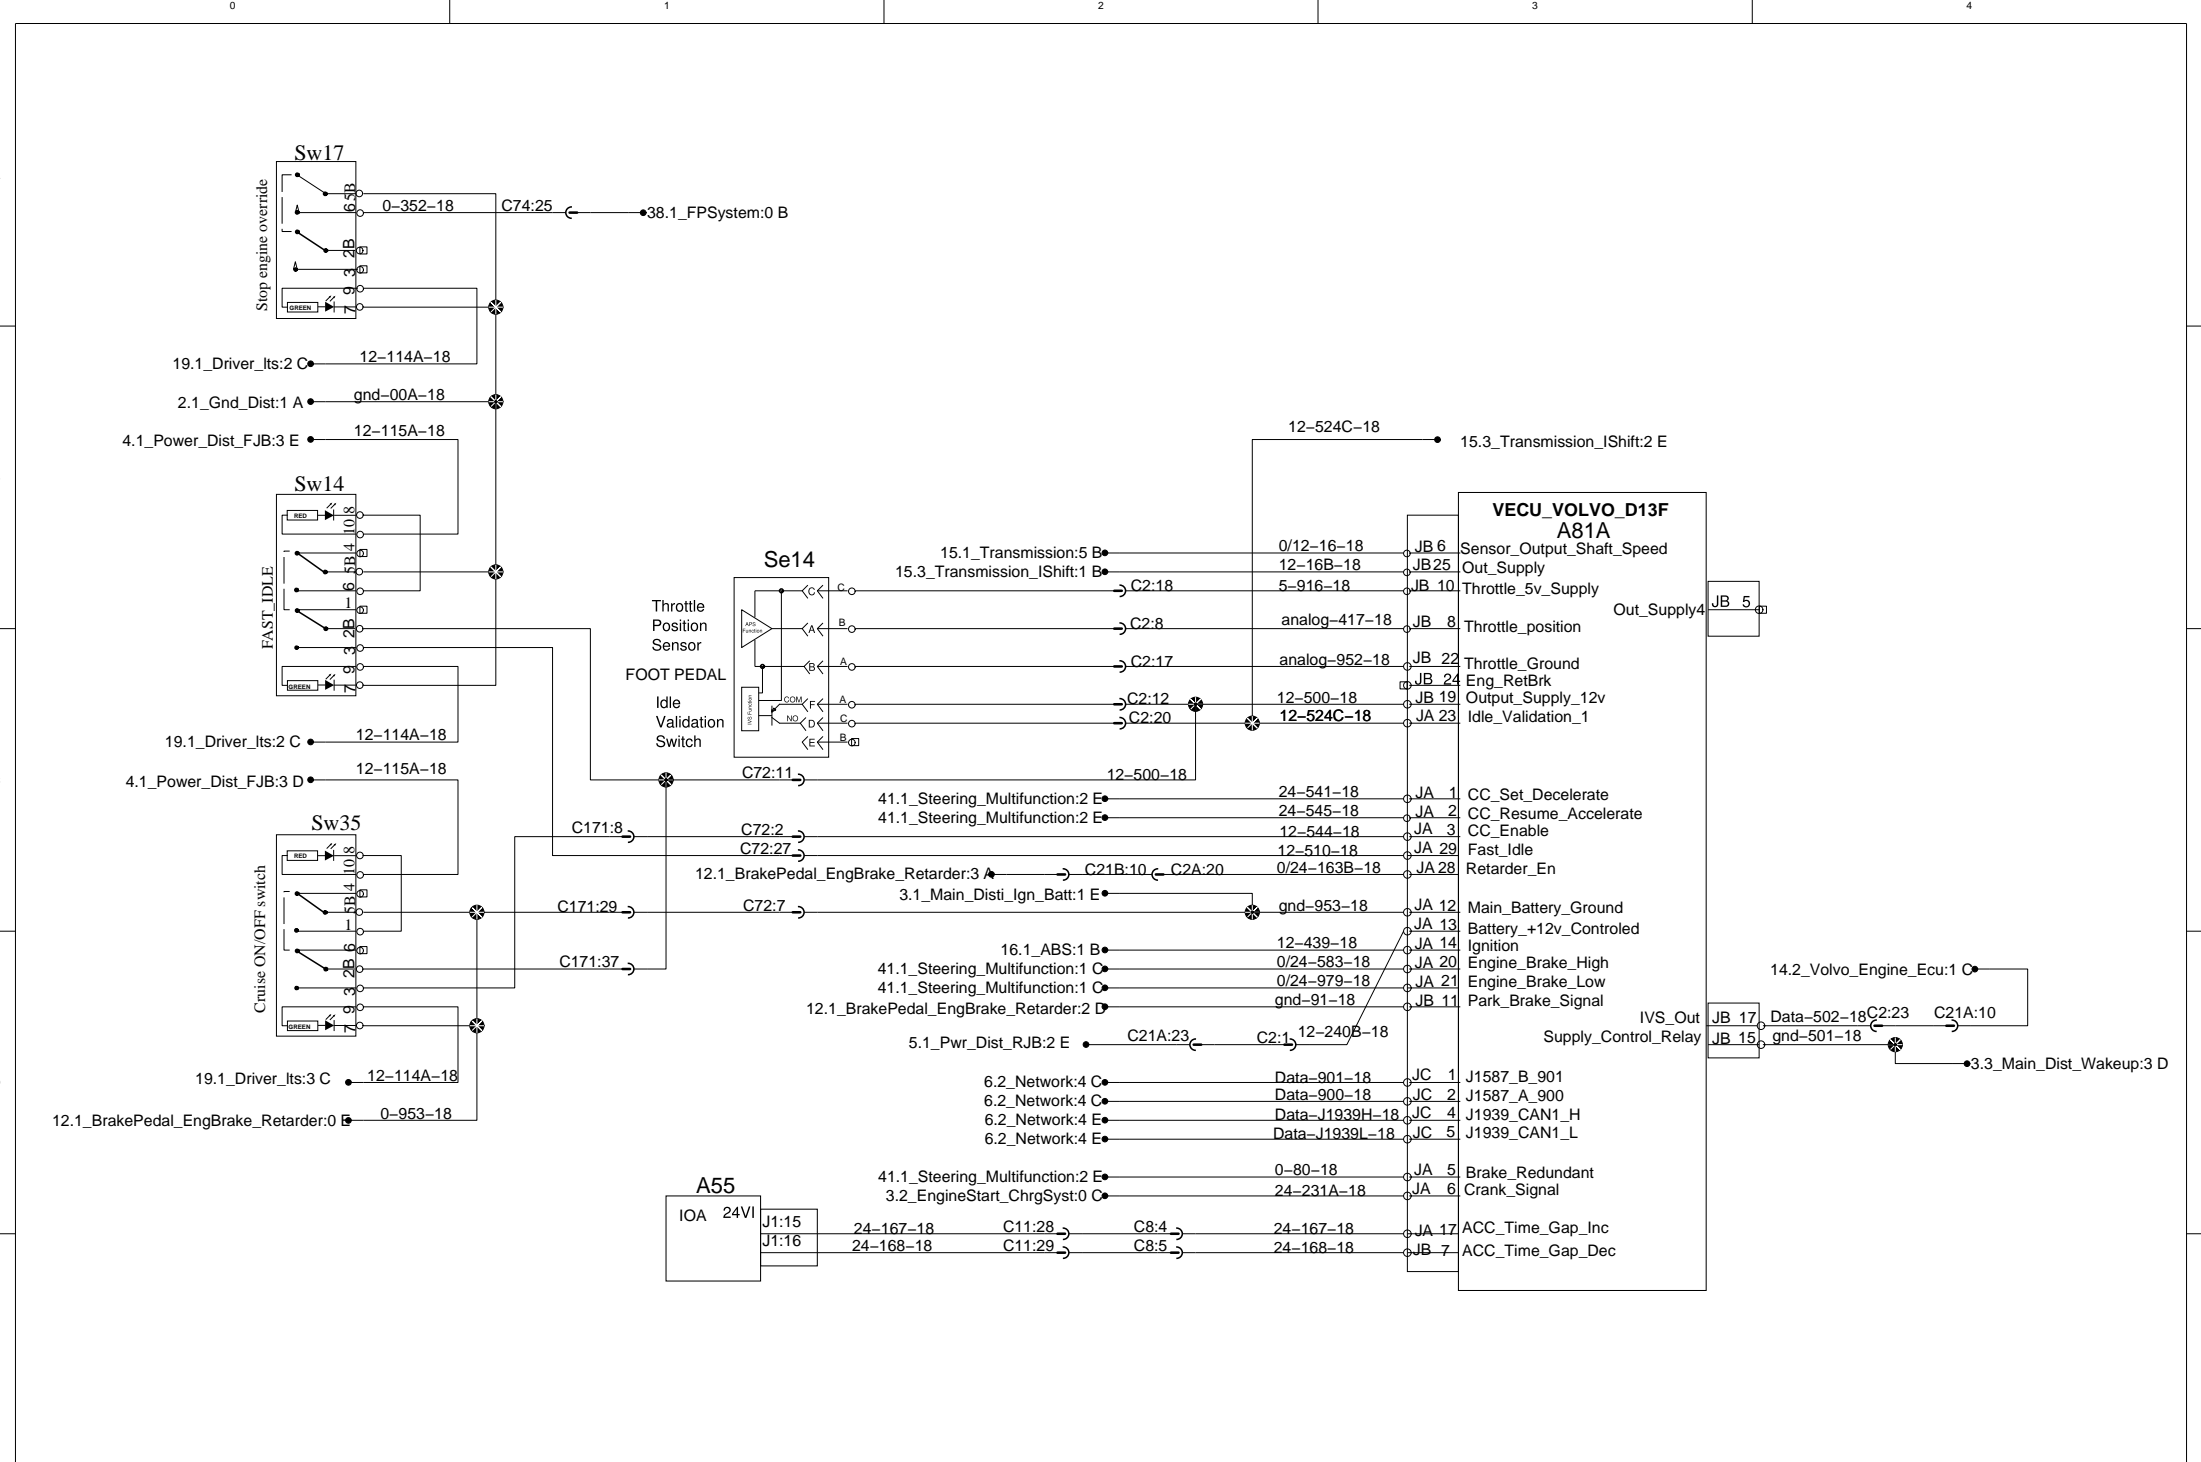 0 1 2 3 4
Sw17
Stop engine override
5B
6
2B
3
9
7
GREEN
0-352-18 C74:25 38.1_FPSystem:0 B
19.1_Driver_lts:2 C 12-114A-18
2.1_Gnd_Dist:1 A gnd-00A-18
4.1_Power_Dist_FJB:3 E 12-115A-18
Sw14
FAST_IDLE
RED
8
10
4
5B
6
1
2B
3
9
7
GREEN
19.1_Driver_lts:2 C 12-114A-18
4.1_Power_Dist_FJB:3 D 12-115A-18
Sw35
Cruise ON/OFF switch
RED
8
10
4
5B
1
6
2B
3
9
7
GREEN
19.1_Driver_lts:3 C 12-114A-18
12.1_BrakePedal_EngBrake_Retarder:0 E 0-953-18
C171:8 C72:2
C72:27
C171:29 C72:7
C171:37
C72:11 12-500-18
Se14
Throttle
Position
Sensor
FOOT PEDAL
Idle
Validation
Switch
APS
Function
IVS Function
COM
NO
C C
A B
B A
F A
D C
E B
12-524C-18 15.3_Transmission_IShift:2 E
VECU_VOLVO_D13F
A81A
15.1_Transmission:5 B 0/12-16-18 JB 6 Sensor_Output_Shaft_Speed
15.3_Transmission_IShift:1 B 12-16B-18 JB 25 Out_Supply
C2:18 5-916-18 JB 10 Throttle_5v_Supply
C2:8 analog-417-18 JB 8 Throttle_position
C2:17 analog-952-18 JB 22 Throttle_Ground
JB 24 Eng_RetBrk
C2:12 12-500-18 JB 19 Output_Supply_12v
C2:20 12-524C-18 JA 23 Idle_Validation_1
Out_Supply4 JB 5
41.1_Steering_Multifunction:2 E 24-541-18 JA 1 CC_Set_Decelerate
41.1_Steering_Multifunction:2 E 24-545-18 JA 2 CC_Resume_Accelerate
12-544-18 JA 3 CC_Enable
12-510-18 JA 29 Fast_Idle
12.1_BrakePedal_EngBrake_Retarder:3 A C21B:10 C2A:20 0/24-163B-18 JA 28 Retarder_En
3.1_Main_Disti_Ign_Batt:1 E
gnd-953-18 JA 12 Main_Battery_Ground
JA 13 Battery_+12v_Controled
16.1_ABS:1 B 12-439-18 JA 14 Ignition
41.1_Steering_Multifunction:1 C 0/24-583-18 JA 20 Engine_Brake_High
41.1_Steering_Multifunction:1 C 0/24-979-18 JA 21 Engine_Brake_Low
12.1_BrakePedal_EngBrake_Retarder:2 D gnd-91-18 JB 11 Park_Brake_Signal
5.1_Pwr_Dist_RJB:2 E C21A:23 C2:1 12-240B-18
14.2_Volvo_Engine_Ecu:1 C
IVS_Out JB 17 Data-502-18 C2:23 C21A:10
Supply_Control_Relay JB 15 gnd-501-18
3.3_Main_Dist_Wakeup:3 D
6.2_Network:4 C Data-901-18 JC 1 J1587_B_901
6.2_Network:4 C Data-900-18 JC 2 J1587_A_900
6.2_Network:4 E Data-J1939H-18 JC 4 J1939_CAN1_H
6.2_Network:4 E Data-J1939L-18 JC 5 J1939_CAN1_L
41.1_Steering_Multifunction:2 E 0-80-18 JA 5 Brake_Redundant
3.2_EngineStart_ChrgSyst:0 C 24-231A-18 JA 6 Crank_Signal
A55
IOA 24VI
J1:15 24-167-18 C11:28 C8:4 24-167-18 JA 17 ACC_Time_Gap_Inc
J1:16 24-168-18 C11:29 C8:5 24-168-18 JB 7 ACC_Time_Gap_Dec